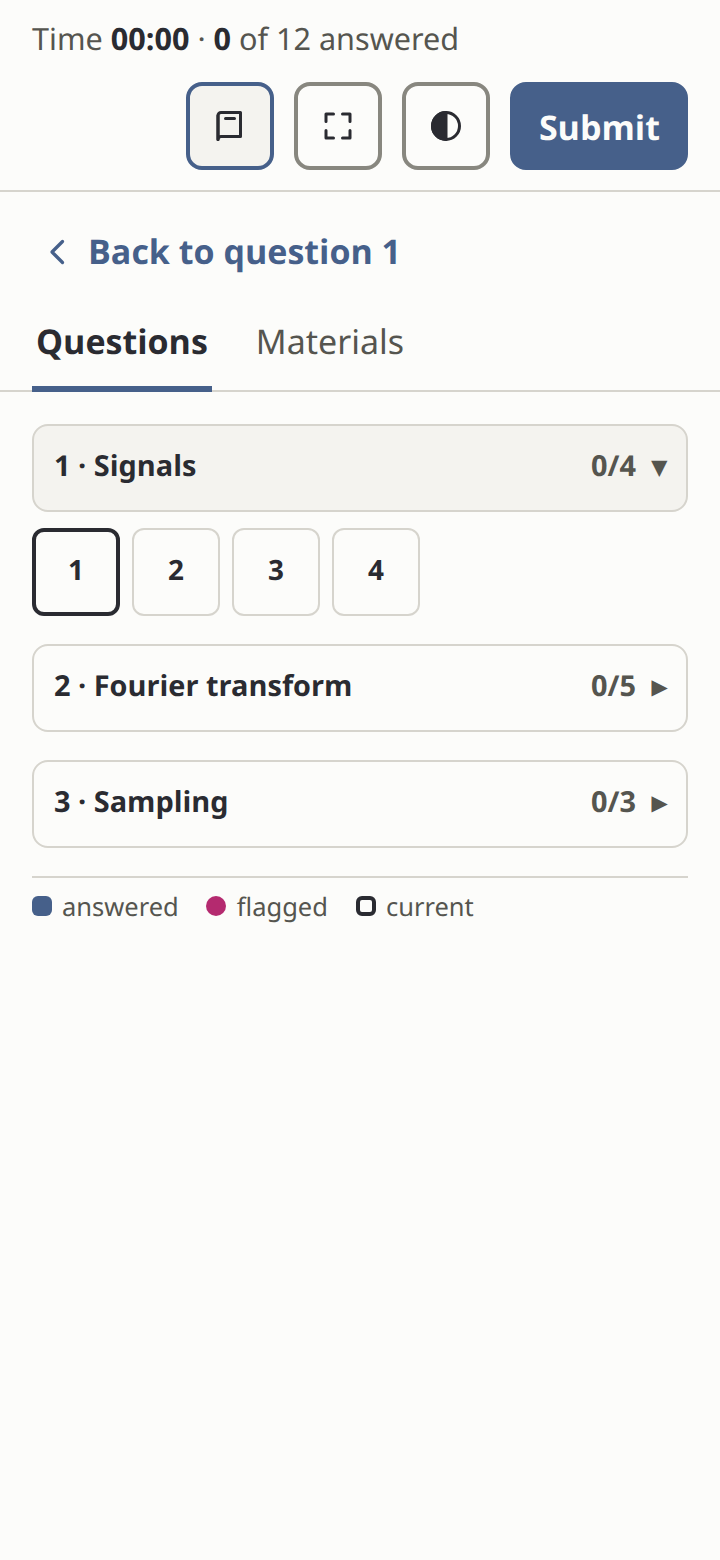 Time 00:00 · 0 of 12 answered
Submit
Back to question 1
Questions Materials
1 · Signals 0/4 ▼
1 2 3 4
2 · Fourier transform 0/5 ▶
3 · Sampling 0/3 ▶
answered flagged current